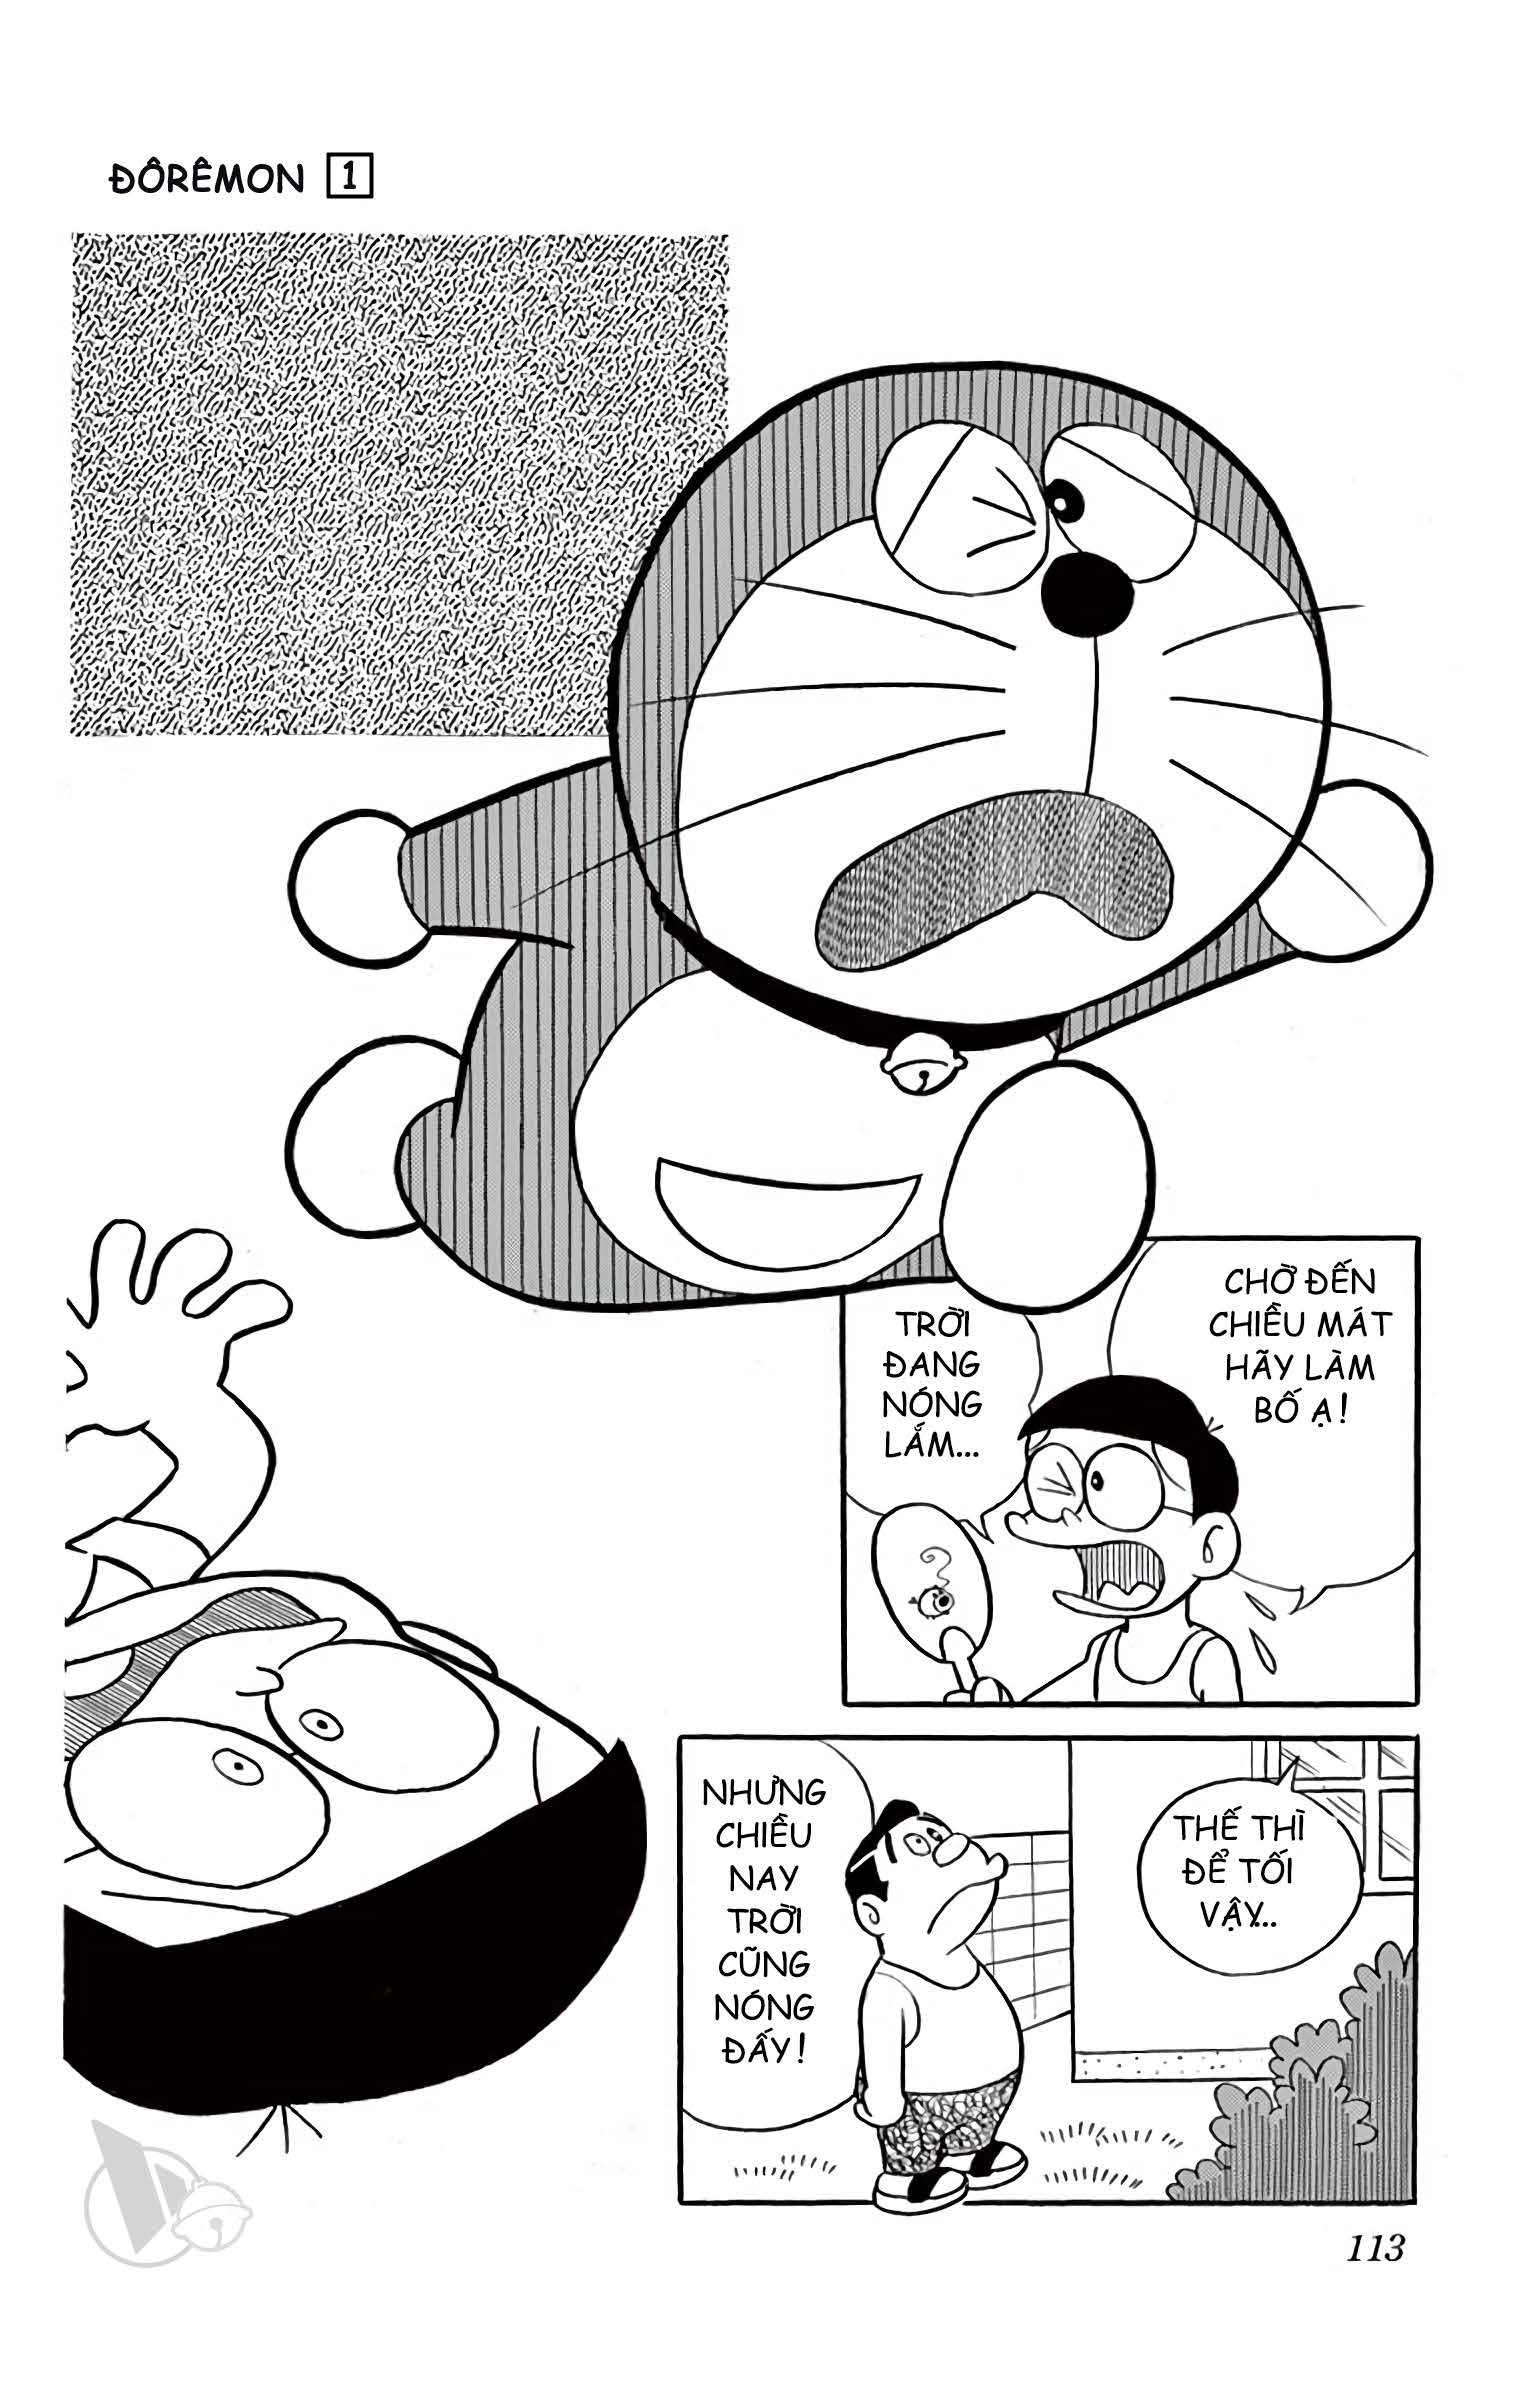 ĐÔRÊMON 1
TRỜI
ĐANG
NÓNG
LẮM...
CHỜ ĐẾN
CHIỀU MÁT
HÃY LÀM
BỐ Ạ!
NHƯNG
CHIỀU
NAY
TRỜI
CŨNG
NÓNG
ĐẤY!
THẾ THÌ
ĐỂ TỐI
VẬY...
113